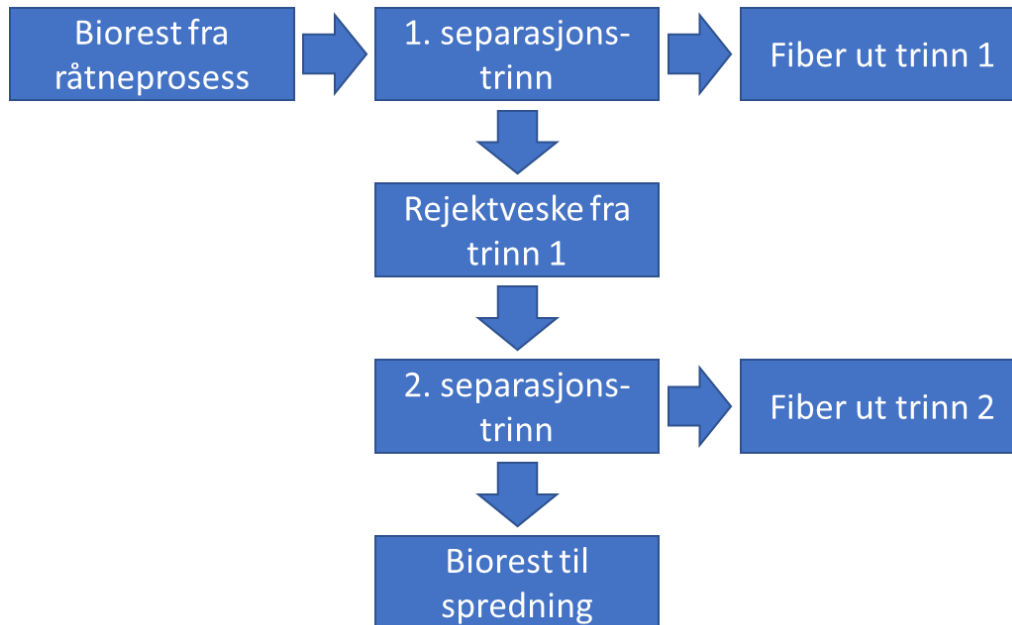 Biorest fra
råtneprosess
1. separasjons-
trinn
Fiber ut trinn 1
Rejektveske fra
trinn 1
2. separasjons-
trinn
Fiber ut trinn 2
Biorest til
spredning